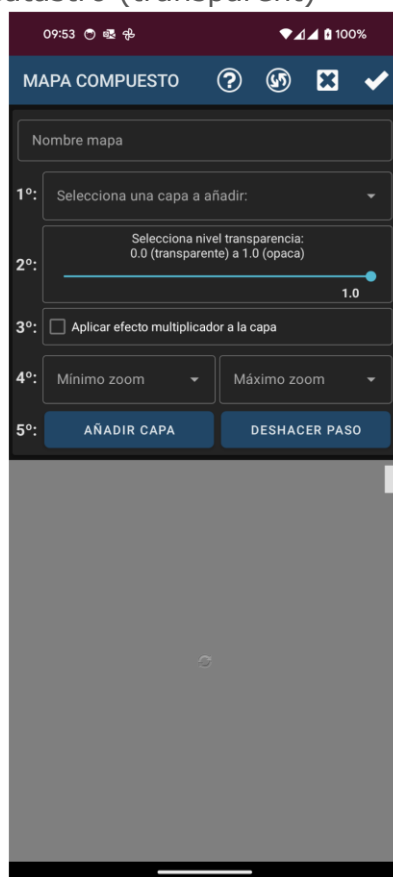 09:53 100%
MAPA COMPUESTO
Nombre mapa
1º: Selecciona una capa a añadir:
Selecciona nivel transparencia:
0.0 (transparente) a 1.0 (opaca)
2º:
1.0
3º: Aplicar efecto multiplicador a la capa
4º: Mínimo zoom Máximo zoom
5º: AÑADIR CAPA DESHACER PASO